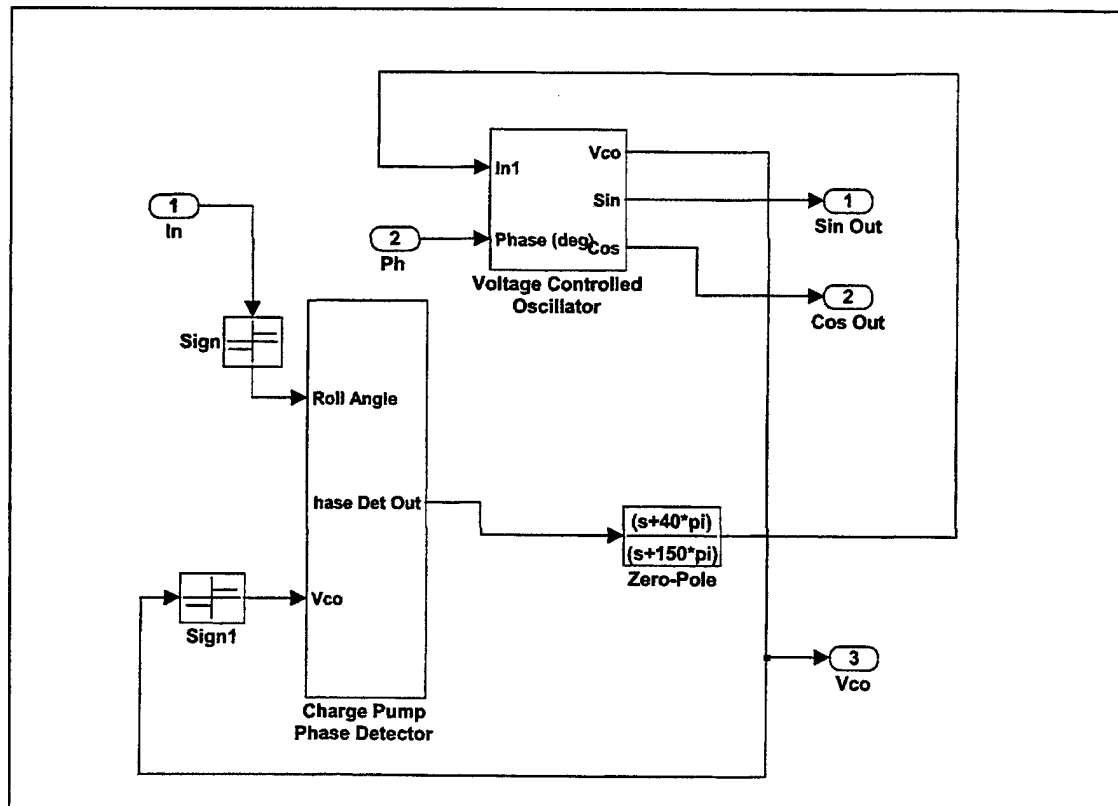 In1
Vco
Sin
Phase (deg)
Cos
Voltage Controlled
Oscillator
1
In
2
Ph
1
Sin Out
2
Cos Out
Sign
Roll Angle
hase Det Out
Vco
Charge Pump
Phase Detector
(s+40*pi)
(s+150*pi)
Zero-Pole
Sign1
3
Vco